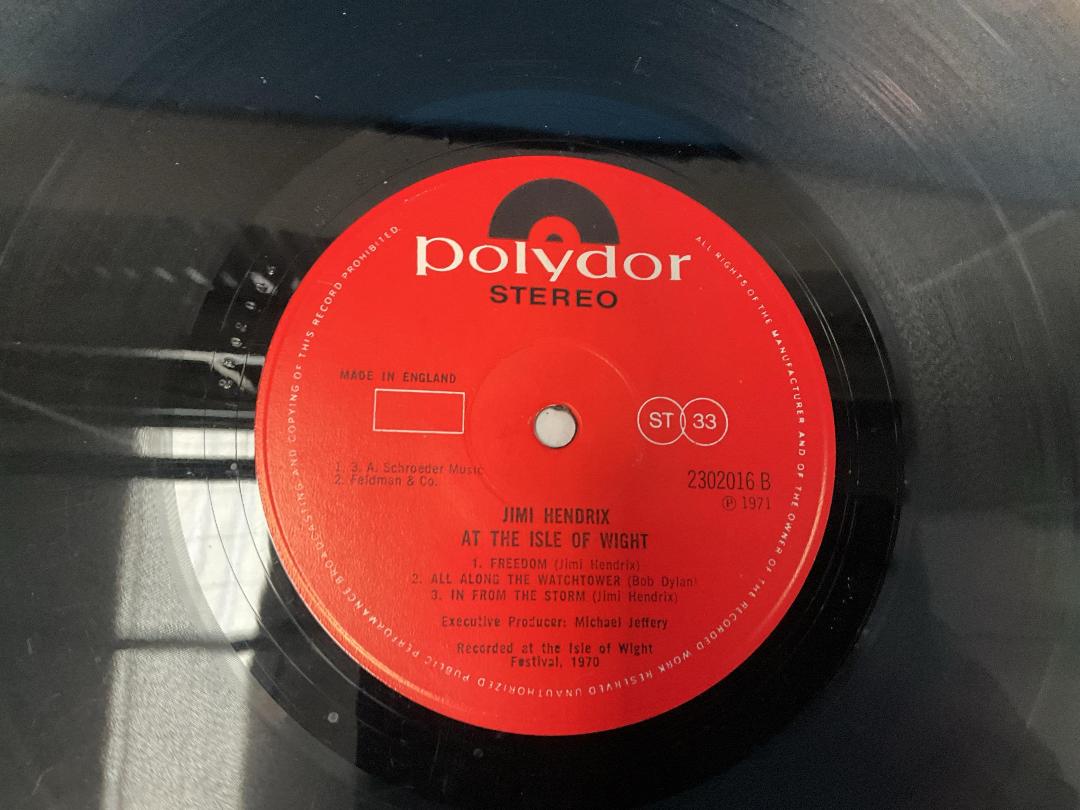 polydor
STEREO
MADE IN ENGLAND
ST 33
1. 3. A. Schroeder Music
2. Feldman & Co.
2302016 B
℗ 1971
JIMI HENDRIX
AT THE ISLE OF WIGHT
1. FREEDOM (Jimi Hendrix)
2. ALL ALONG THE WATCHTOWER (Bob Dylan)
3. IN FROM THE STORM (Jimi Hendrix)
Executive Producer: Michael Jeffery
Recorded at the Isle of Wight
Festival, 1970
ALL RIGHTS OF THE MANUFACTURER AND OF THE OWNER OF THE RECORDED WORK RESERVED UNAUTHORIZED PUBLIC PERFORMANCE BROADCASTING AND COPYING OF THIS RECORD PROHIBITED.